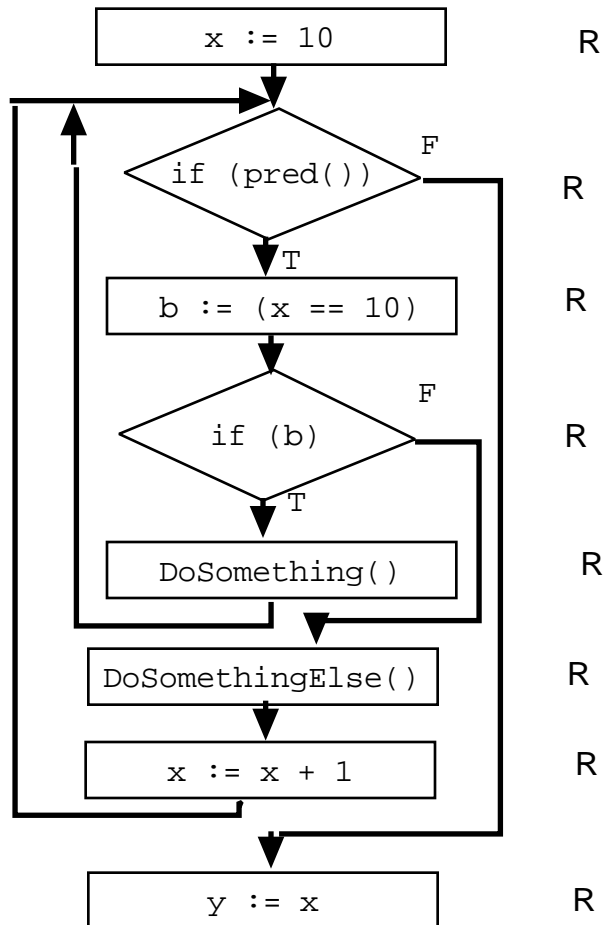 x := 10
R
F
if (pred())
R
T
b := (x == 10)
R
F
if (b)
R
T
DoSomething()
R
DoSomethingElse()
R
x := x + 1
R
y := x
R